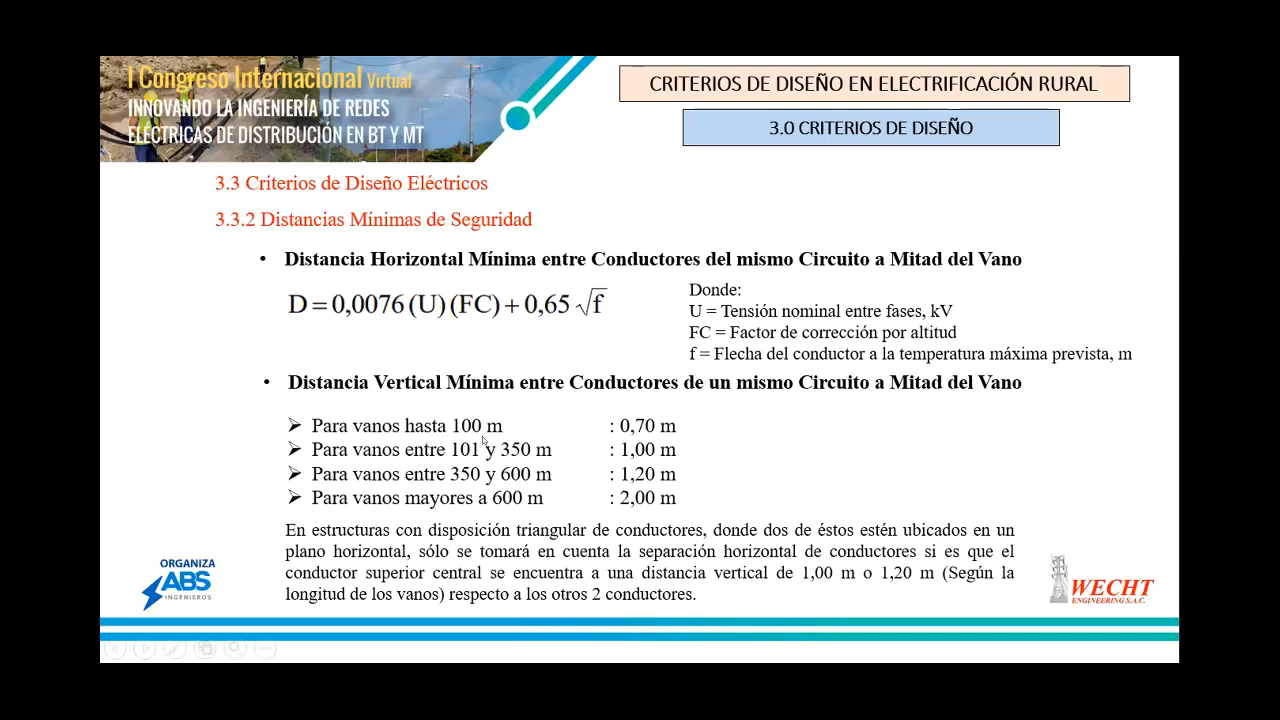 I Congreso Internacional Virtual
INNOVANDO LA INGENIERÍA DE REDES
ELÉCTRICAS DE DISTRIBUCIÓN EN BT Y MT
CRITERIOS DE DISEÑO EN ELECTRIFICACIÓN RURAL
3.0 CRITERIOS DE DISEÑO
3.3 Criterios de Diseño Eléctricos
3.3.2 Distancias Mínimas de Seguridad
• Distancia Horizontal Mínima entre Conductores del mismo Circuito a Mitad del Vano
D = 0,0076 (U) (FC) + 0,65 √f
Donde:
U = Tensión nominal entre fases, kV
FC = Factor de corrección por altitud
f = Flecha del conductor a la temperatura máxima prevista, m
• Distancia Vertical Mínima entre Conductores de un mismo Circuito a Mitad del Vano
➢ Para vanos hasta 100 m : 0,70 m
➢ Para vanos entre 101 y 350 m : 1,00 m
➢ Para vanos entre 350 y 600 m : 1,20 m
➢ Para vanos mayores a 600 m : 2,00 m
En estructuras con disposición triangular de conductores, donde dos de éstos estén ubicados en un
plano horizontal, sólo se tomará en cuenta la separación horizontal de conductores si es que el
conductor superior central se encuentra a una distancia vertical de 1,00 m o 1,20 m (Según la
longitud de los vanos) respecto a los otros 2 conductores.
ORGANIZA
ABS
INGENIEROS
WECHT
ENGINEERING S.A.C.